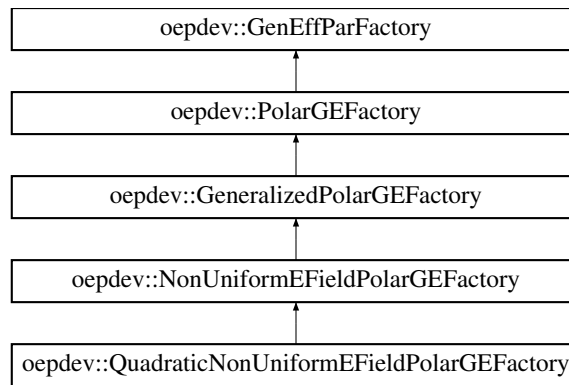 oepdev::GenEffParFactory
oepdev::PolarGEFactory
oepdev::GeneralizedPolarGEFactory
oepdev::NonUniformEFieldPolarGEFactory
oepdev::QuadraticNonUniformEFieldPolarGEFactory